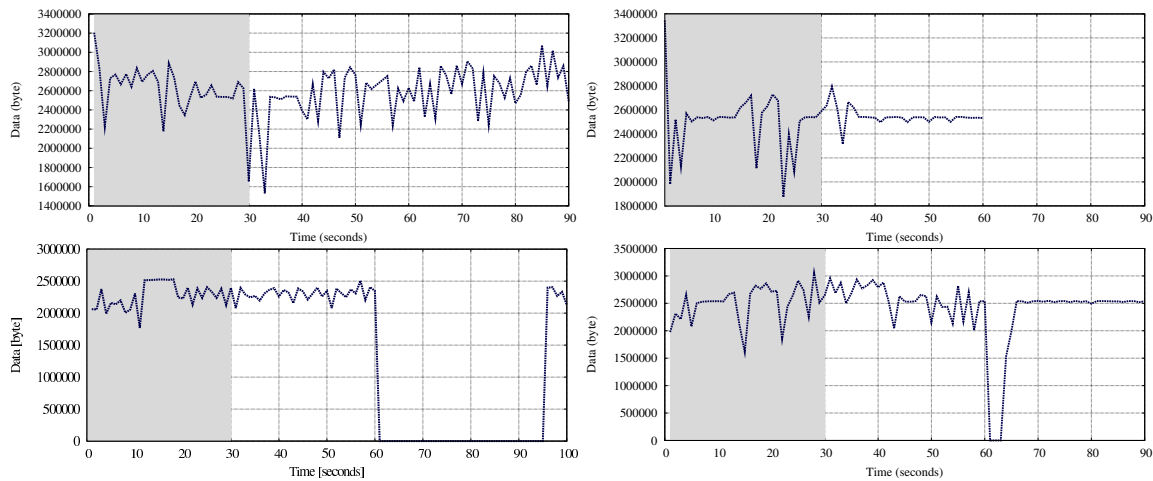 3400000
3200000
3000000
2800000
2600000
2400000
2200000
2000000
1800000
1600000
1400000
Data (byte)
0 10 20 30 40 50 60 70 80 90
Time (seconds)
3400000
3200000
3000000
2800000
2600000
2400000
2200000
2000000
1800000
Data (byte)
10 20 30 40 50 60 70 80 90
Time (seconds)
3000000
2500000
2000000
1500000
1000000
500000
0
Data [byte]
0 10 20 30 40 50 60 70 80 90 100
Time [seconds]
3500000
3000000
2500000
2000000
1500000
1000000
500000
0
Data (byte)
0 10 20 30 40 50 60 70 80 90
Time (seconds)